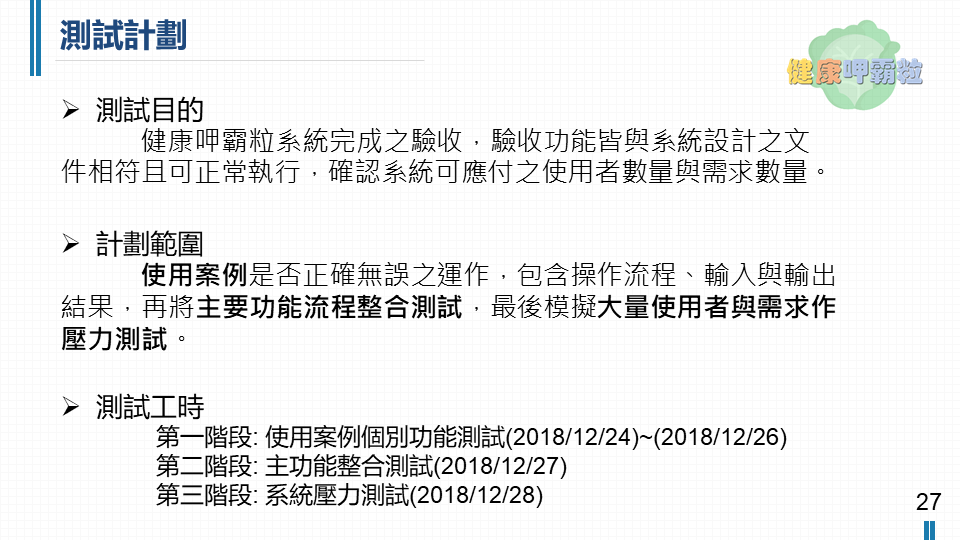 測試計劃
健康呷霸粒
➢ 測試目的
健康呷霸粒系統完成之驗收，驗收功能皆與系統設計之文
件相符且可正常執行，確認系統可應付之使用者數量與需求數量。
➢ 計劃範圍
使用案例是否正確無誤之運作，包含操作流程、輸入與輸出
結果，再將主要功能流程整合測試，最後模擬大量使用者與需求作
壓力測試。
➢ 測試工時
第一階段: 使用案例個別功能測試(2018/12/24)~(2018/12/26)
第二階段: 主功能整合測試(2018/12/27)
第三階段: 系統壓力測試(2018/12/28)
27